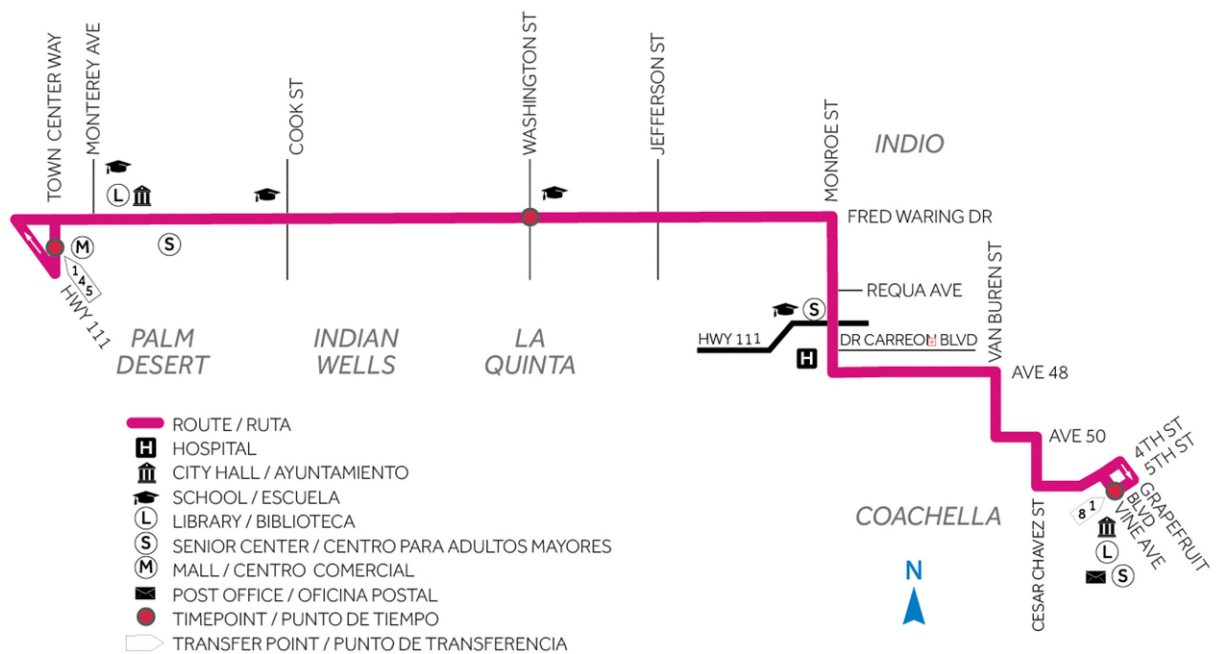 TOWN CENTER WAY
MONTEREY AVE
COOK ST
WASHINGTON ST
JEFFERSON ST
MONROE ST
INDIO
L
FRED WARING DR
M
S
1
4
5
HWY 111
VAN BUREN ST
REQUA AVE
S
HWY 111
DR CARREON BLVD
H
AVE 48
PALM
DESERT
INDIAN
WELLS
LA
QUINTA
ROUTE / RUTA
H HOSPITAL
CITY HALL / AYUNTAMIENTO
SCHOOL / ESCUELA
L LIBRARY / BIBLIOTECA
S SENIOR CENTER / CENTRO PARA ADULTOS MAYORES
M MALL / CENTRO COMERCIAL
POST OFFICE / OFICINA POSTAL
TIMEPOINT / PUNTO DE TIEMPO
TRANSFER POINT / PUNTO DE TRANSFERENCIA
AVE 50
4TH ST
5TH ST
GRAPEFRUIT
BLVD
VINE AVE
8 1
COACHELLA
CESAR CHAVEZ ST
L
S
N